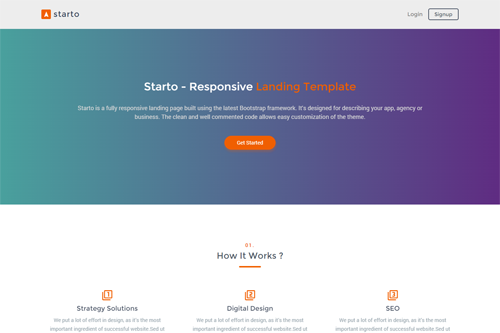 starto
Login
Signup
Starto - Responsive Landing Template
Starto is a fully responsive landing page built using the latest Bootstrap framework. It's designed for describing your app, agency or
business. The clean and well commented code allows easy customization of the theme.
Get Started
01.
How It Works ?
1
2
3
Strategy Solutions
Digital Design
SEO
We put a lot of effort in design, as it's the most
important ingredient of successful website.Sed ut
We put a lot of effort in design, as it's the most
important ingredient of successful website.Sed ut
We put a lot of effort in design, as it's the most
important ingredient of successful website.Sed ut